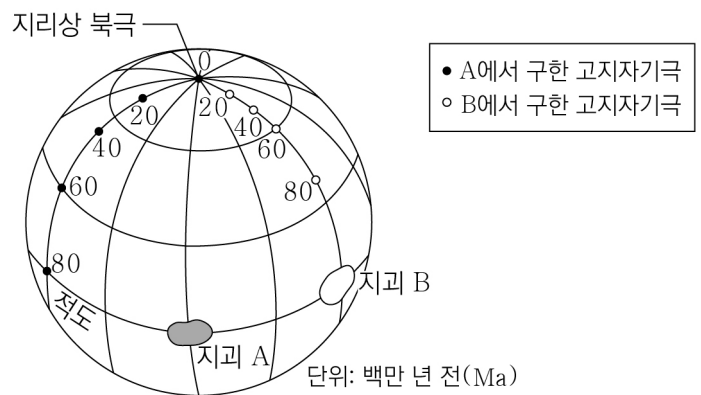 지리상 북극
● A에서 구한 고지자기극
○ B에서 구한 고지자기극
0
20
20
40
40
60
60
80
80
적도
지괴 B
지괴 A
단위: 백만 년 전(Ma)